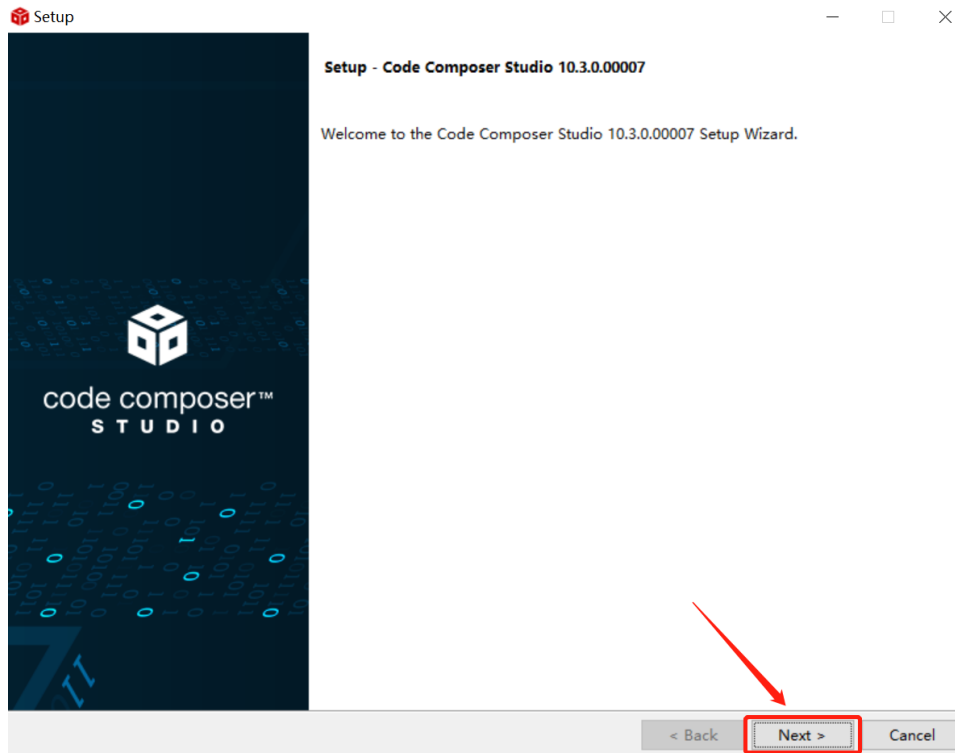 Setup
Setup - Code Composer Studio 10.3.0.00007
Welcome to the Code Composer Studio 10.3.0.00007 Setup Wizard.
code composer™
STUDIO
< Back
Next >
Cancel